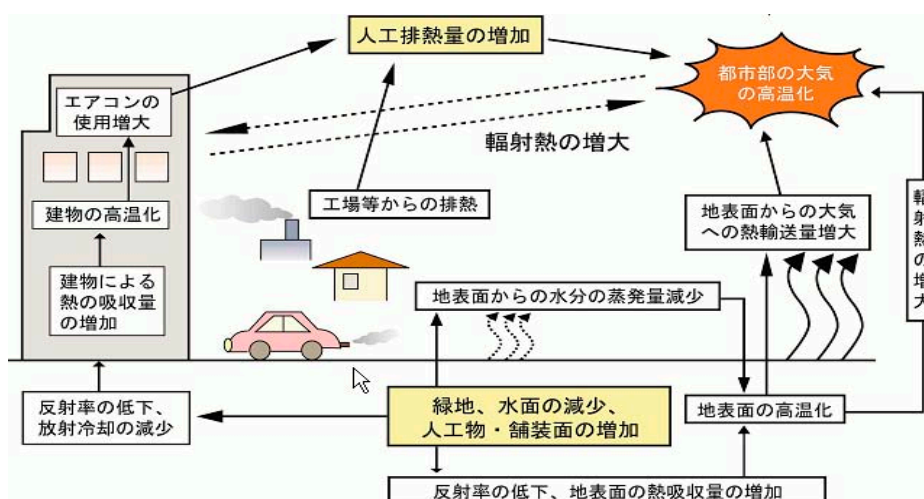 人工排熱量の増加
都市部の大気
の高温化
エアコンの
使用増大
輻射熱の増大
建物の高温化
工場等からの排熱
地表面からの大気
への熱輸送量増大
輻
射
熱
の
増
大
建物による
熱の吸収量
の増加
地表面からの水分の蒸発量減少
反射率の低下、
放射冷却の減少
緑地、水面の減少、
人工物・舗装面の増加
地表面の高温化
反射率の低下、地表面の熱吸収量の増加